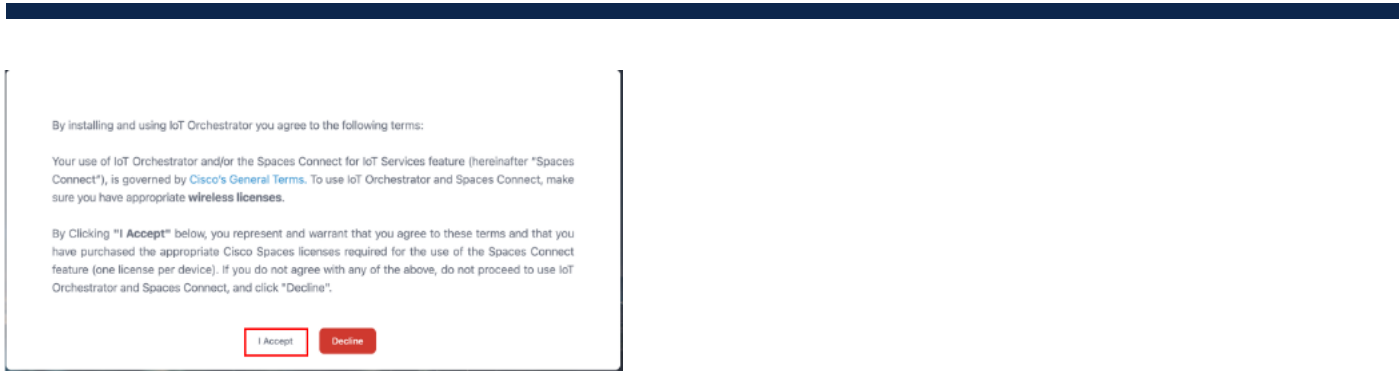 By installing and using IoT Orchestrator you agree to the following terms:
Your use of IoT Orchestrator and/or the Spaces Connect for IoT Services feature (hereinafter "Spaces
Connect"), is governed by Cisco's General Terms. To use IoT Orchestrator and Spaces Connect, make
sure you have appropriate wireless licenses.
By Clicking "I Accept" below, you represent and warrant that you agree to these terms and that you
have purchased the appropriate Cisco Spaces licenses required for the use of the Spaces Connect
feature (one license per device). If you do not agree with any of the above, do not proceed to use IoT
Orchestrator and Spaces Connect, and click "Decline".
I Accept Decline